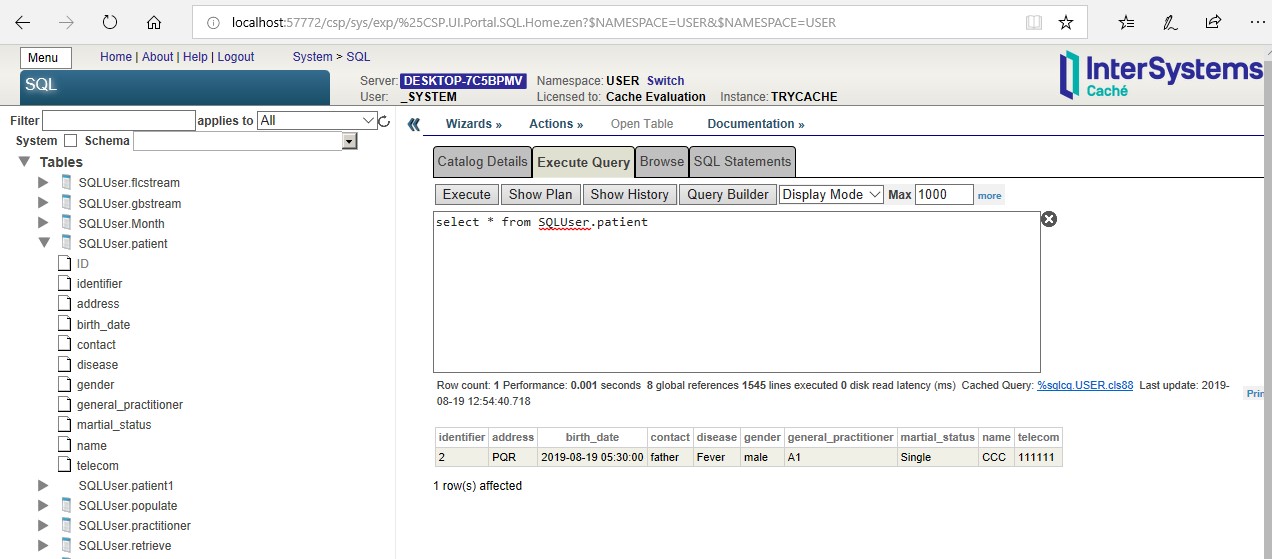 localhost:57772/csp/sys/exp/%25CSP.UI.Portal.SQL.Home.zen?$NAMESPACE=USER&$NAMESPACE=USER
Menu Home | About | Help | Logout System > SQL
SQL
Server: DESKTOP-7C5BPMV Namespace: USER Switch
User: _SYSTEM Licensed to: Cache Evaluation Instance: TRYCACHE
InterSystems
Caché
Filter applies to All
System Schema
Tables
SQLUser.flcstream
SQLUser.gbstream
SQLUser.Month
SQLUser.patient
ID
identifier
address
birth_date
contact
disease
gender
general_practitioner
martial_status
name
telecom
SQLUser.patient1
SQLUser.populate
SQLUser.practitioner
SQLUser.retrieve
« Wizards » Actions » Open Table Documentation »
Catalog Details Execute Query Browse SQL Statements
Execute Show Plan Show History Query Builder Display Mode Max 1000 more
select * from SQLUser.patient
Row count: 1 Performance: 0.001 seconds 8 global references 1545 lines executed 0 disk read latency (ms) Cached Query: %sqlcq.USER.cls88 Last update: 2019-
08-19 12:54:40.718
Prin
identifier address birth_date contact disease gender general_practitioner martial_status name telecom
2 PQR 2019-08-19 05:30:00 father Fever male A1 Single CCC 111111
1 row(s) affected